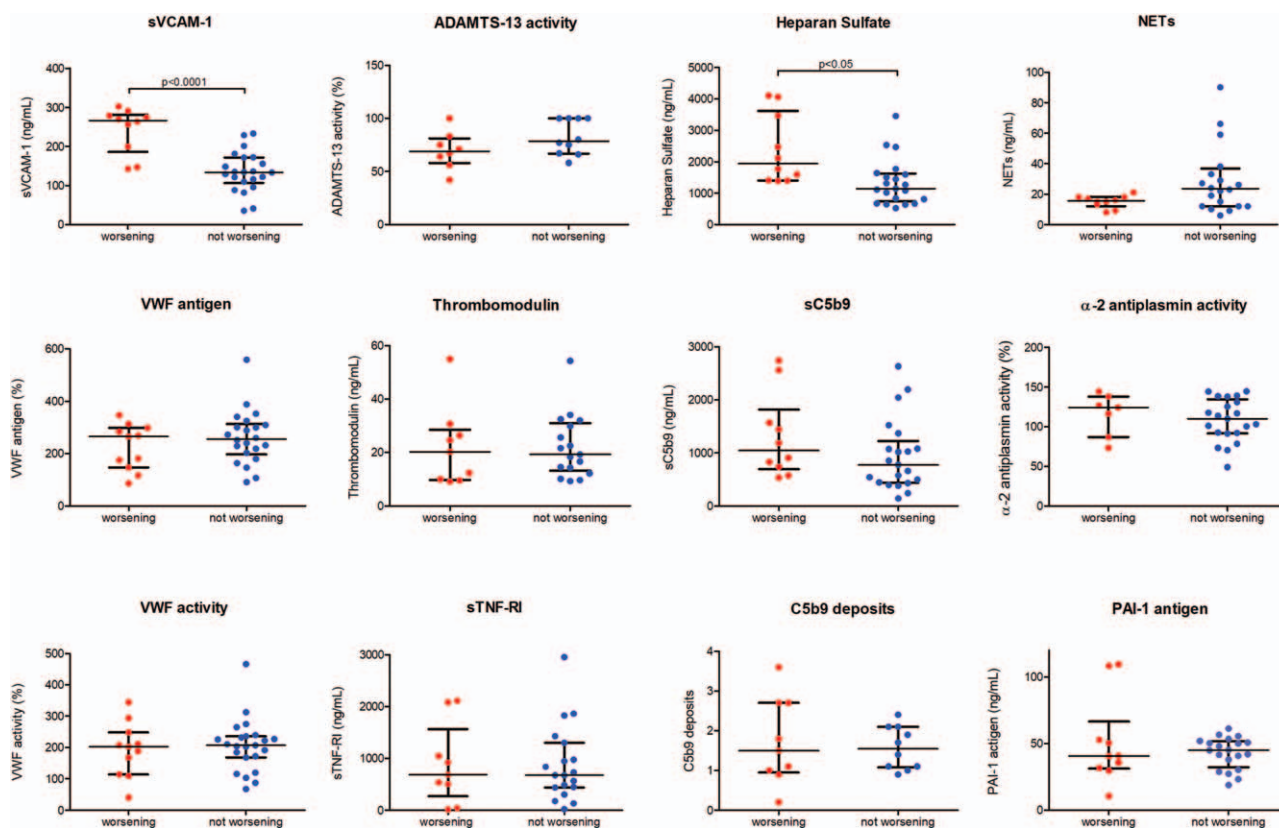 sVCAM-1
p<0.0001
sVCAM-1 (ng/mL)
400
300
200
100
0
worsening
not worsening
ADAMTS-13 activity
ADAMTS-13 activity (%)
150
100
50
0
worsening
not worsening
Heparan Sulfate
p<0.05
Heparan Sulfate (ng/mL)
5000
4000
3000
2000
1000
0
worsening
not worsening
NETs
NETs (ng/mL)
100
80
60
40
20
0
worsening
not worsening
VWF antigen
VWF antigen (%)
600
400
200
0
worsening
not worsening
Thrombomodulin
Thrombomodulin (ng/mL)
60
40
20
0
worsening
not worsening
sC5b9
sC5b9 (ng/mL)
3000
2000
1000
0
worsening
not worsening
α-2 antiplasmin activity
α-2 antiplasmin activity (%)
200
150
100
50
0
worsening
not worsening
VWF activity
VWF activity (%)
500
400
300
200
100
0
worsening
not worsening
sTNF-RI
sTNF-RI (ng/mL)
3000
2000
1000
0
worsening
not worsening
C5b9 deposits
C5b9 deposits
4
3
2
1
0
worsening
not worsening
PAI-1 antigen
PAI-1 antigen (ng/mL)
100
50
0
worsening
not worsening